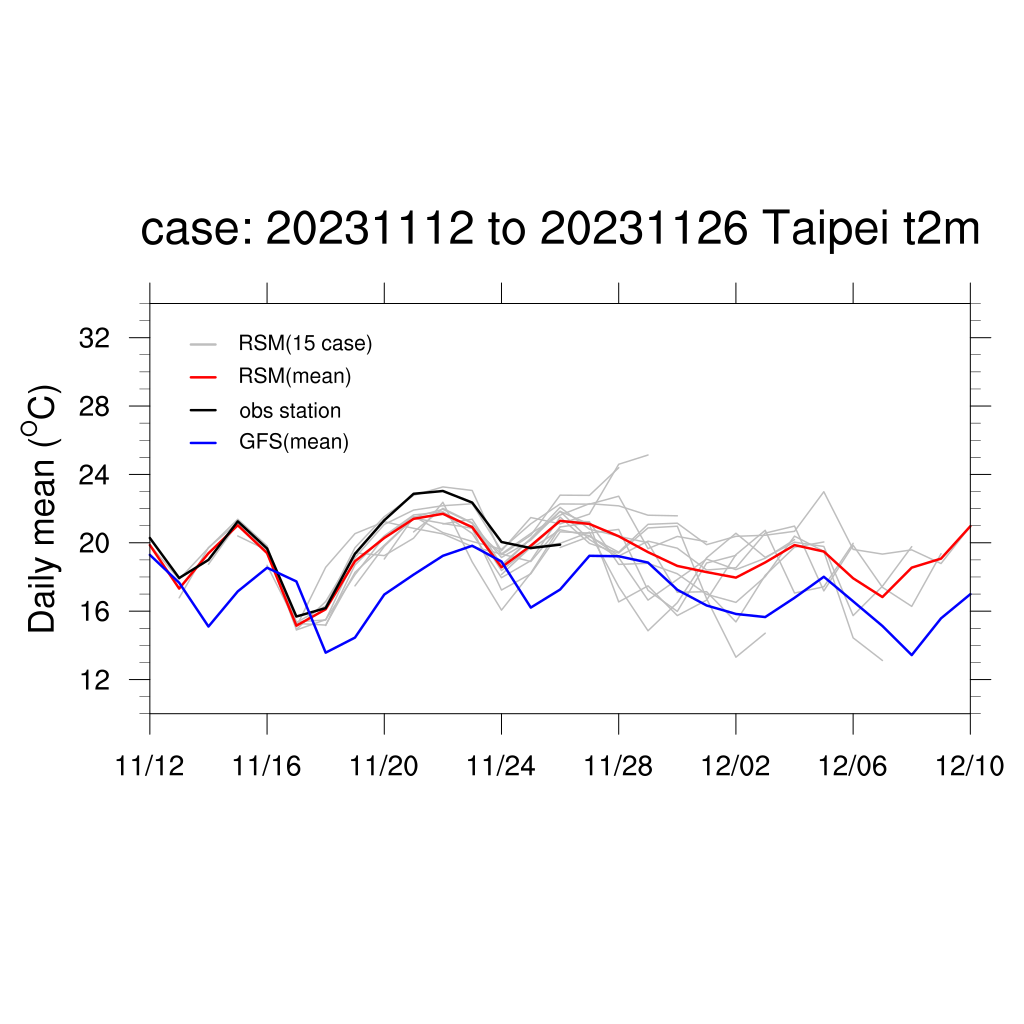 case: 20231112 to 20231126 Taipei t2m
RSM(15 case)
RSM(mean)
obs station
GFS(mean)
Daily mean (°C)
32
28
24
20
16
12
11/12 11/16 11/20 11/24 11/28 12/02 12/06 12/10